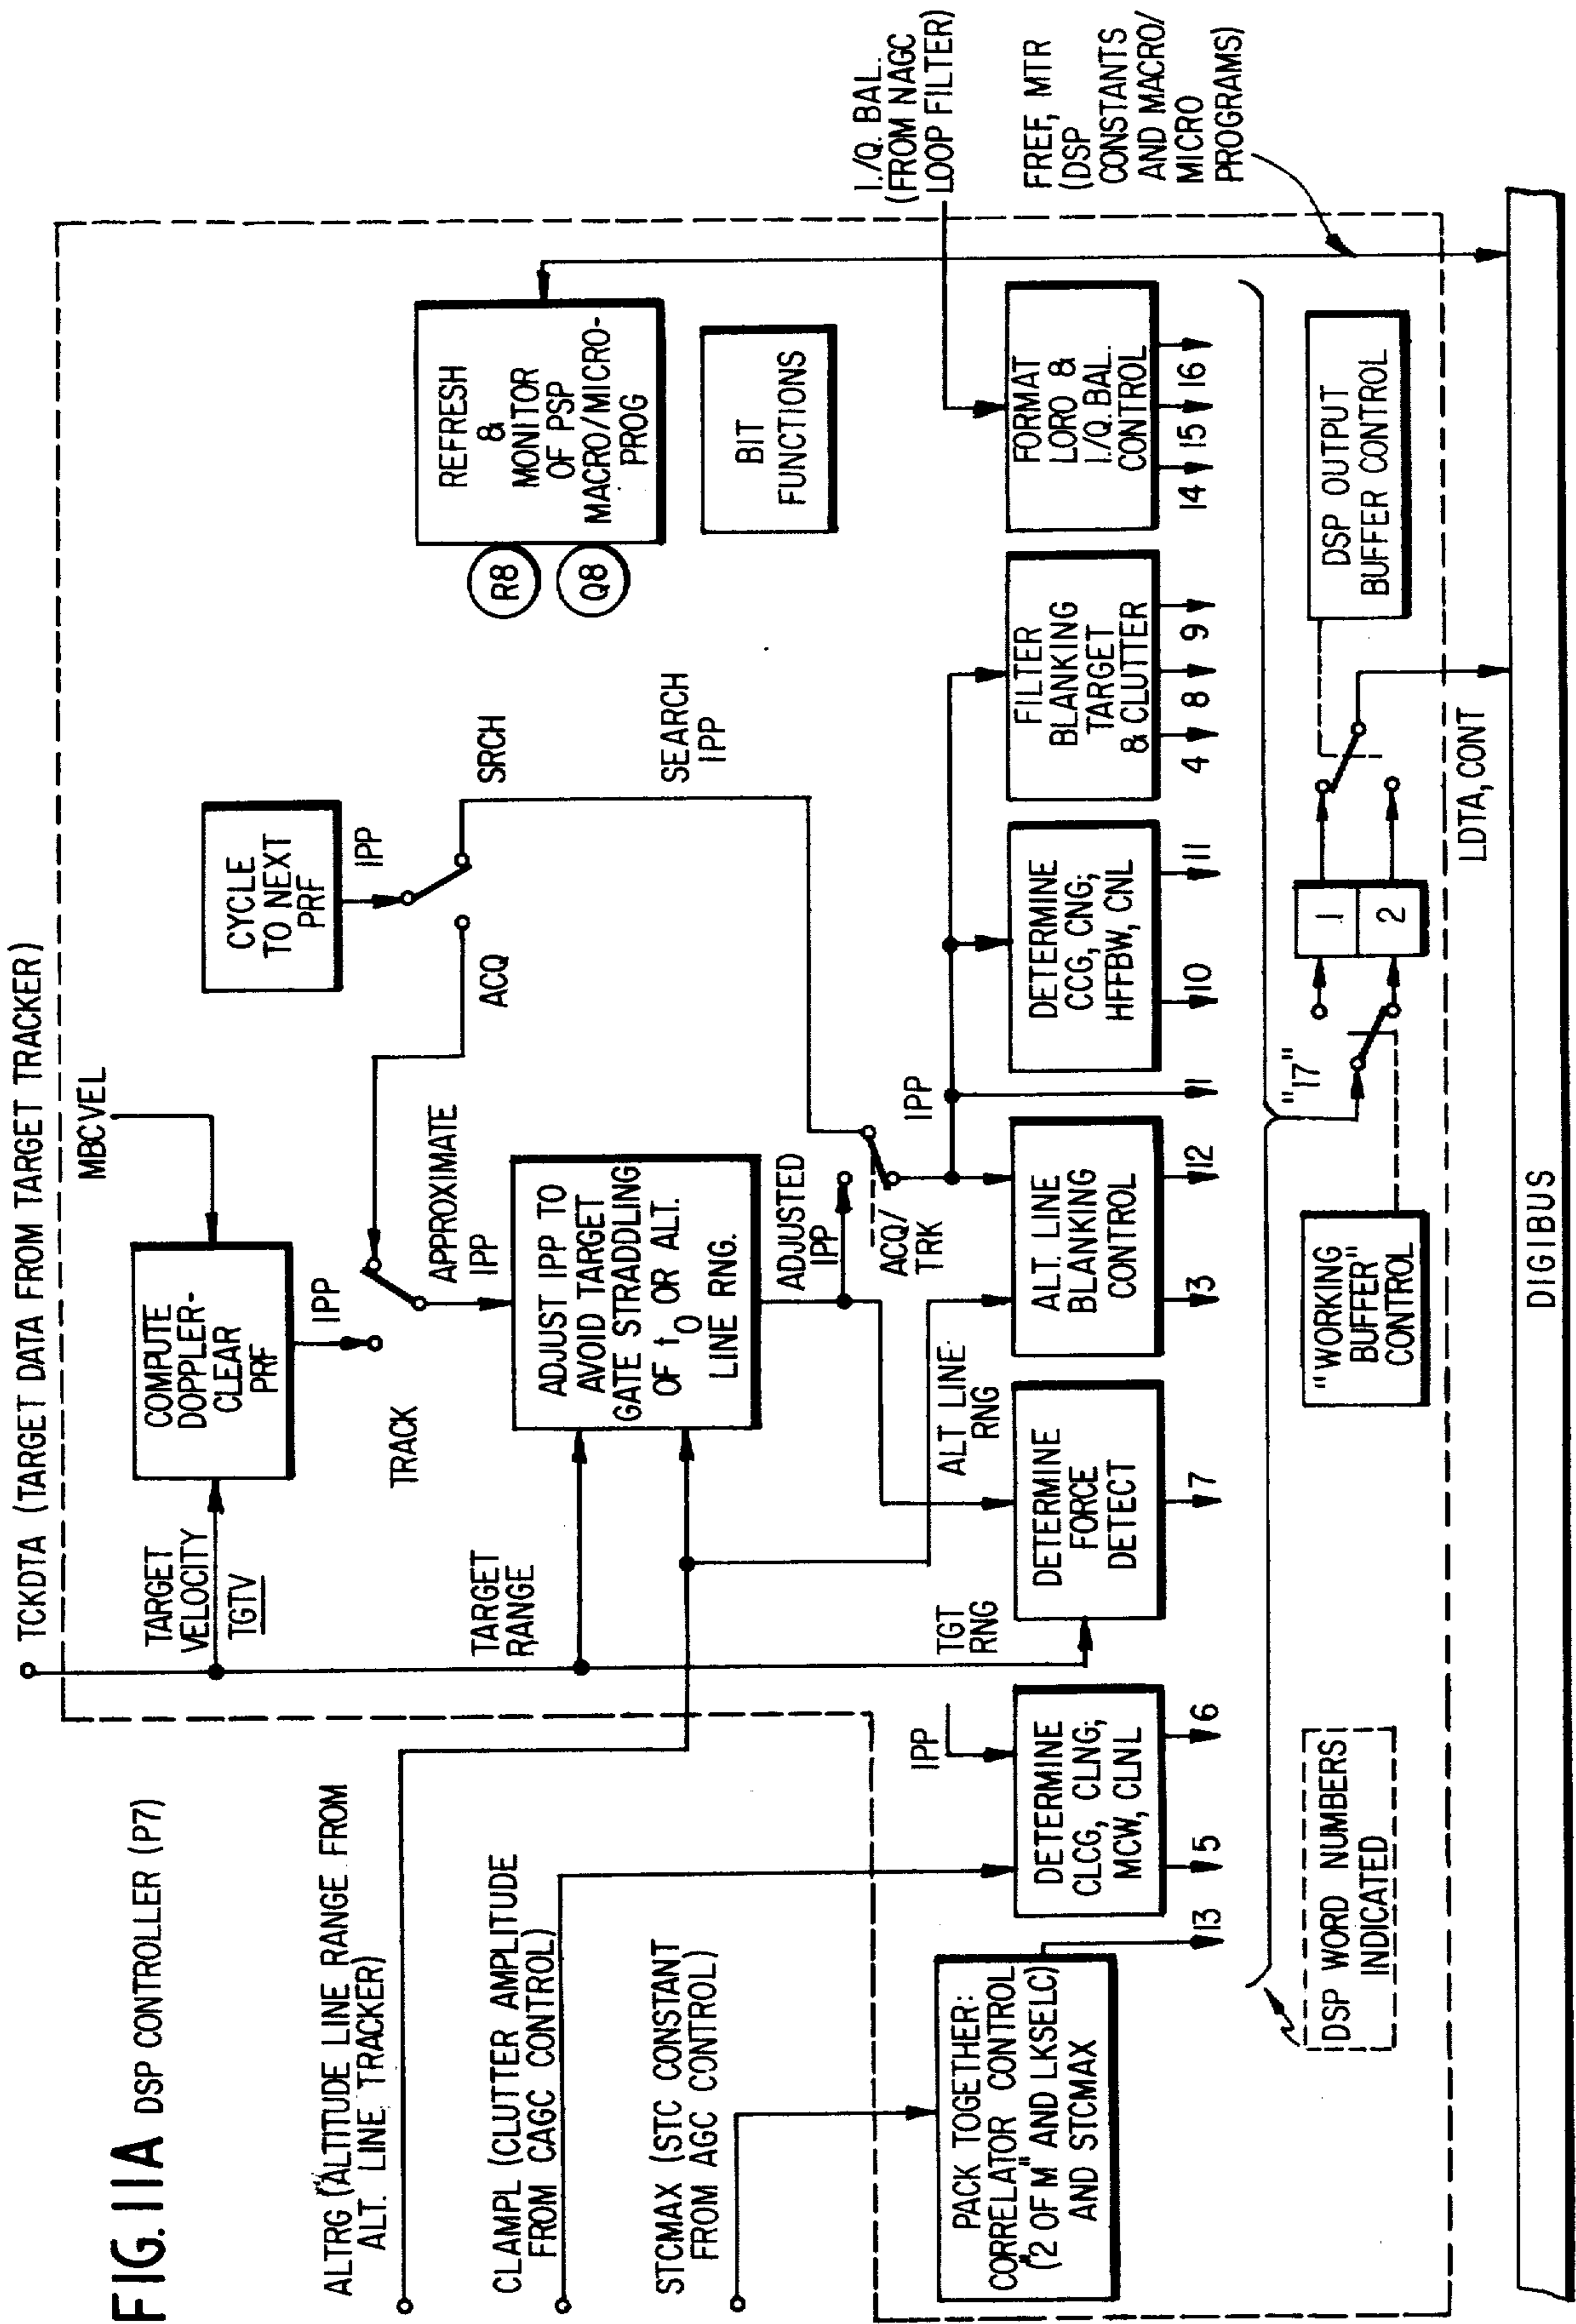 FIG. 11A DSP CONTROLLER (P7)
TCKDTA (TARGET DATA FROM TARGET TRACKER)
MBCVEL
ALTRG (ALTITUDE LINE RANGE FROM
ALT. LINE TRACKER)
CLAMPL (CLUTTER AMPLITUDE
FROM CAGC CONTROL)
STCMAX (STC CONSTANT
FROM AGC CONTROL)
TARGET
VELOCITY
TGTV
COMPUTE
DOPPLER-
CLEAR
PRF
IPP
TRACK
CYCLE
TO NEXT
PRF
IPP
ACQ
SRCH
SEARCH
IPP
APPROXIMATE
IPP
TARGET
RANGE
ADJUST IPP TO
AVOID TARGET
GATE STRADDLING
OF tO OR ALT.
LINE RNG.
ADJUSTED
IPP
ACQ/
TRK
IPP
REFRESH
&
MONITOR
OF PSP
MACRO/MICRO-
PROG
R8
Q8
BIT
FUNCTIONS
I./Q. BAL.
(FROM NAGC
LOOP FILTER)
FREF, MTR
(DSP
CONSTANTS
AND MACRO/
MICRO
PROGRAMS)
PACK TOGETHER:
CORRELATOR CONTROL
("2 OF M" AND LKSELC)
AND STCMAX
13
IPP
DETERMINE
CLCG, CLNG;
MCW, CLNL
5 6
TGT
RNG
DETERMINE
FORCE
DETECT
7
ALT LINE
RNG
ALT. LINE
BLANKING
CONTROL
3 12
1
DETERMINE
CCG, CNG;
HFFBW, CNL
10 11
FILTER
BLANKING
TARGET
& CLUTTER
4 8 9
FORMAT
LORO &
I./Q. BAL.
CONTROL
14 15 16
DSP WORD NUMBERS
INDICATED
"WORKING
BUFFER"
CONTROL
"17"
1
2
DSP OUTPUT
BUFFER CONTROL
LDTA, CONT
DIGIBUS